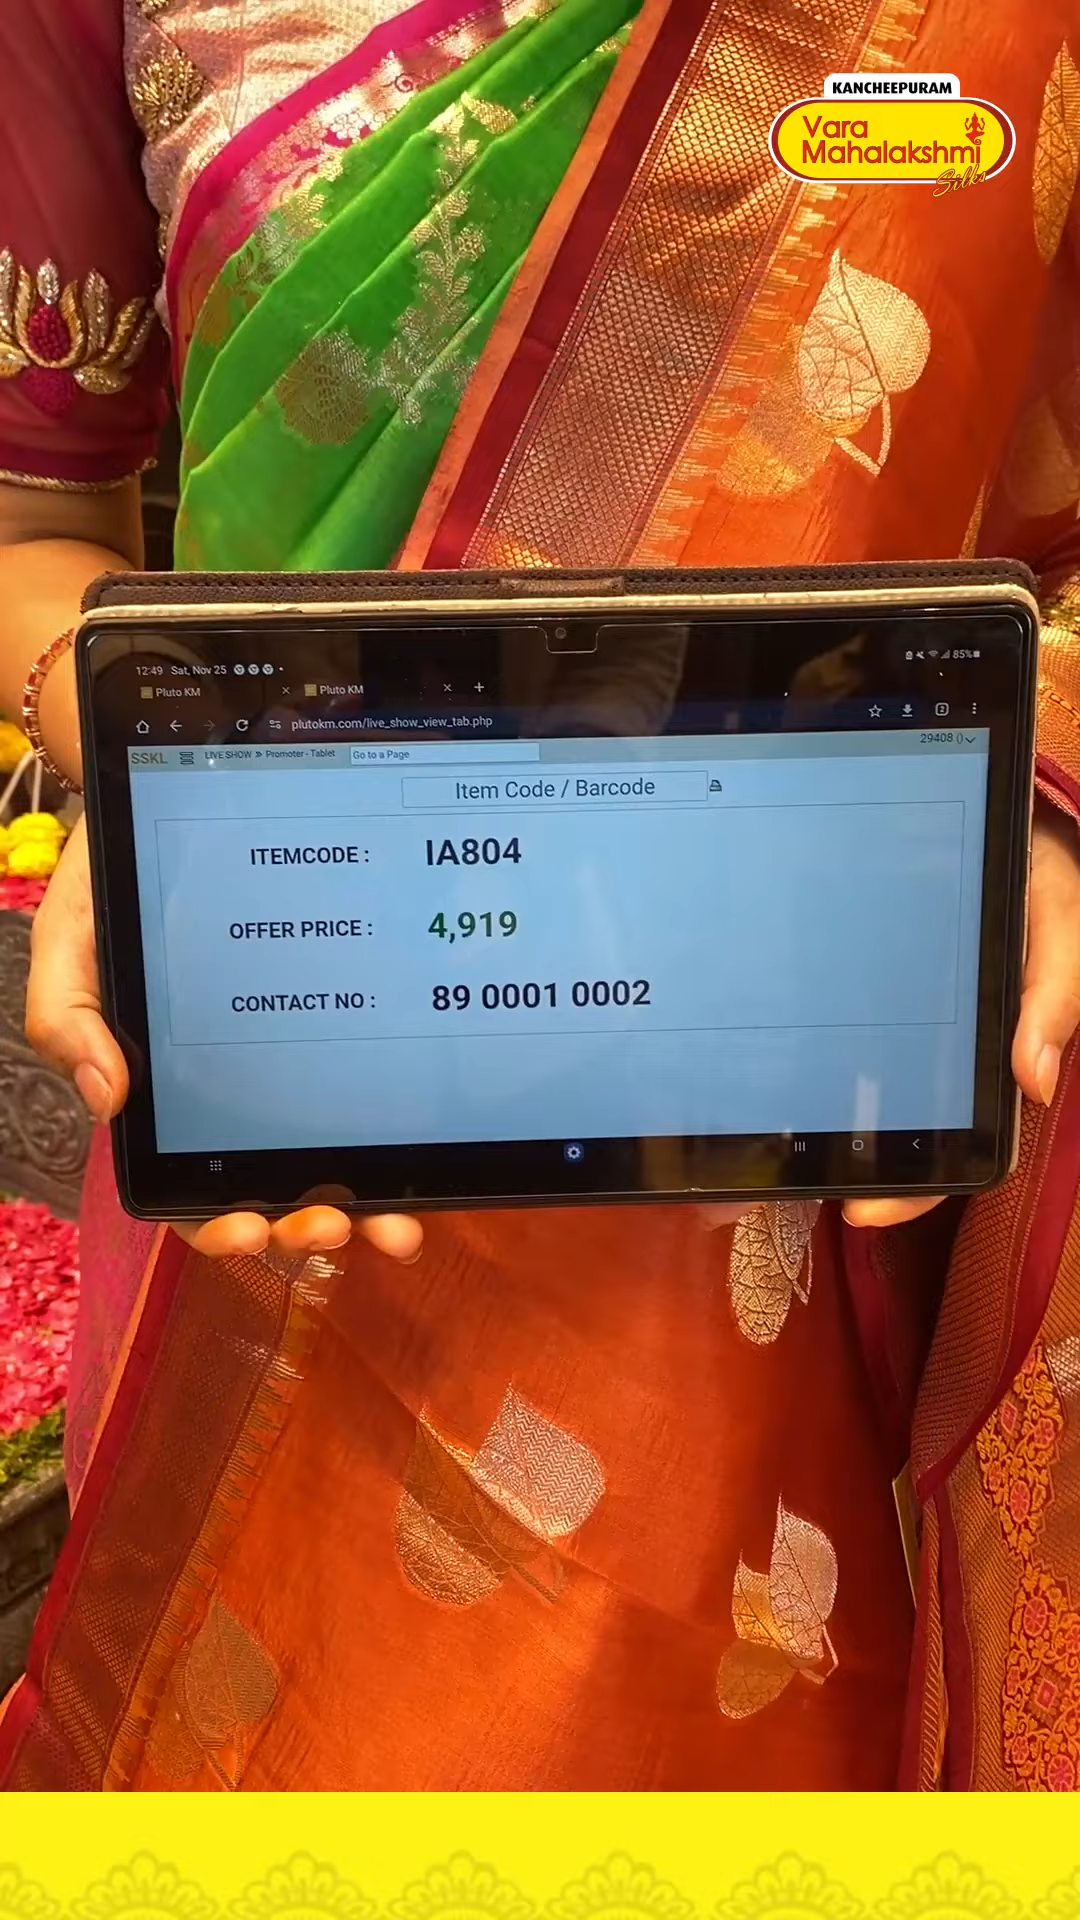 KANCHEEPURAM
Vara
Mahalakshmi
Silks
12:49 Sat, Nov 25
85%
Pluto KM
Pluto KM
plutokm.com/live_show_view_tab.php
2
SSKL
LIVE SHOW » Promoter - Tablet
Go to a Page
29408 ()
Item Code / Barcode
ITEMCODE : IA804
OFFER PRICE : 4,919
CONTACT NO : 89 0001 0002